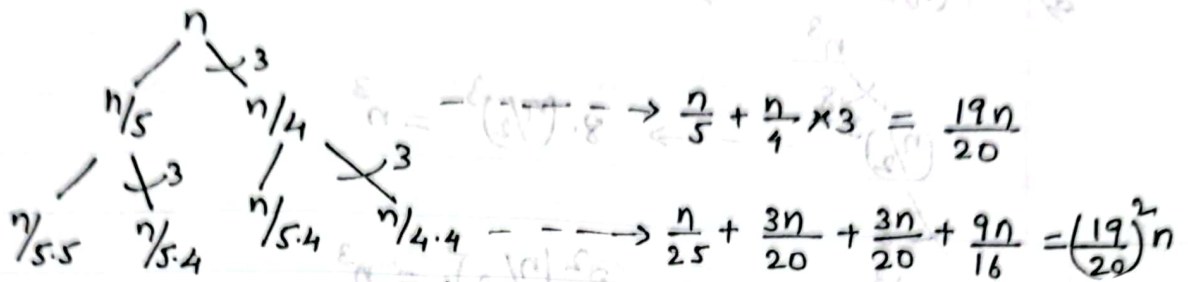 n
3
n/5 n/4 -----> n/5 + n/4 × 3 = 19n/20
3 3
n/5.5 n/5.4 n/5.4 n/4.4 -----> n/25 + 3n/20 + 3n/20 + 9n/16 = (19/20)²n